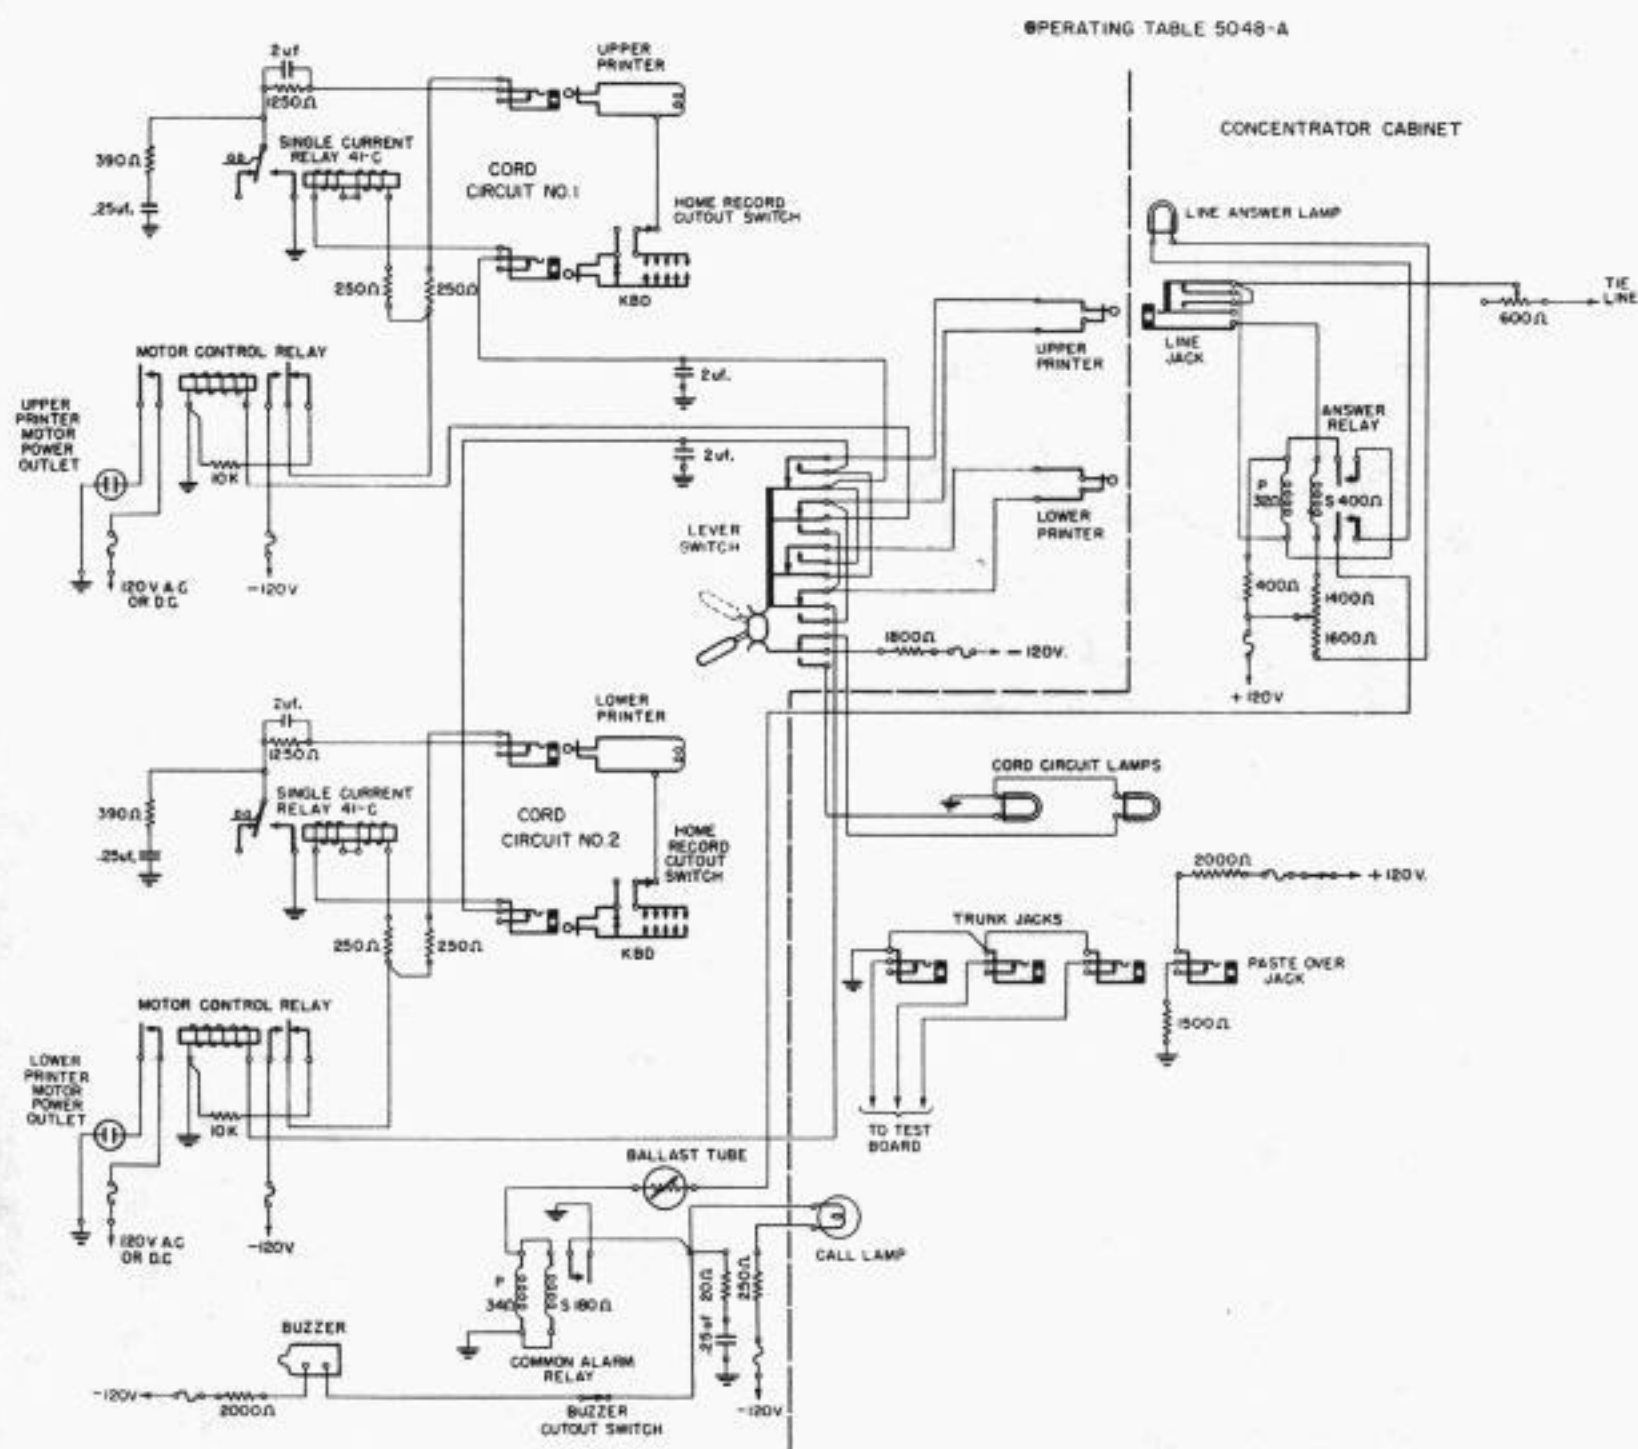 OPERATING TABLE 5048-A
CONCENTRATOR CABINET
2uf
1250Ω
390Ω
.25uf.
SINGLE CURRENT
RELAY 41-C
UPPER
PRINTER
CORD
CIRCUIT NO.1
HOME RECORD
CUTOUT SWITCH
250Ω
250Ω
KBD
LINE ANSWER LAMP
TIE
LINE
600Ω
LINE
JACK
UPPER
PRINTER
MOTOR CONTROL RELAY
UPPER
PRINTER
MOTOR
POWER
OUTLET
10K
120V A.C
OR D.C
-120V
2uf.
2uf.
ANSWER
RELAY
P
32Ω
S 400Ω
LOWER
PRINTER
LEVER
SWITCH
400Ω
1400Ω
1600Ω
+120V
1800Ω
-120V.
2uf.
1250Ω
LOWER
PRINTER
390Ω
.25uf.
SINGLE CURRENT
RELAY 41-C
CORD
CIRCUIT NO.2
HOME
RECORD
CUTOUT
SWITCH
250Ω
250Ω
KBD
CORD CIRCUIT LAMPS
2000Ω
+120V.
TRUNK JACKS
PASTE OVER
JACK
1500Ω
TO TEST
BOARD
MOTOR CONTROL RELAY
LOWER
PRINTER
MOTOR
POWER
OUTLET
10K
120V A.C
OR D.C
-120V
BALLAST TUBE
CALL LAMP
P
34Ω
S 180Ω
20Ω
250Ω
.25uf
BUZZER
COMMON ALARM
RELAY
-120V
2000Ω
BUZZER
CUTOUT SWITCH
-120V